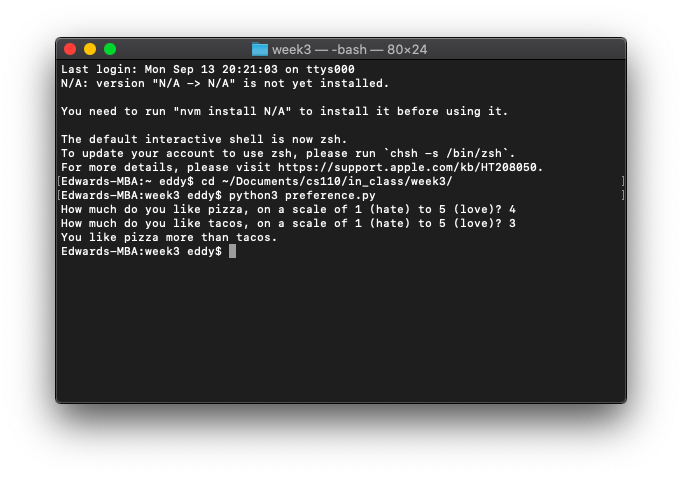 week3 — -bash — 80×24
Last login: Mon Sep 13 20:21:03 on ttys000
N/A: version "N/A -> N/A" is not yet installed.
You need to run "nvm install N/A" to install it before using it.
The default interactive shell is now zsh.
To update your account to use zsh, please run `chsh -s /bin/zsh`.
For more details, please visit https://support.apple.com/kb/HT208050.
[Edwards-MBA:~ eddy$ cd ~/Documents/cs110/in_class/week3/ ]
[Edwards-MBA:week3 eddy$ python3 preference.py ]
How much do you like pizza, on a scale of 1 (hate) to 5 (love)? 4
How much do you like tacos, on a scale of 1 (hate) to 5 (love)? 3
You like pizza more than tacos.
Edwards-MBA:week3 eddy$